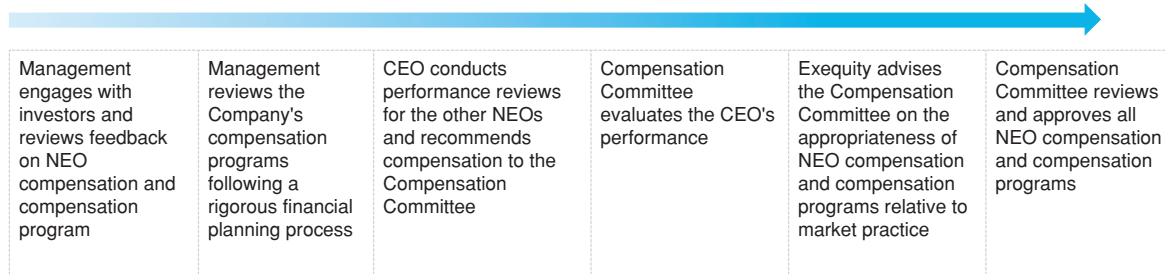 Management
engages with
investors and
reviews feedback
on NEO
compensation and
compensation
program
Management
reviews the
Company's
compensation
programs
following a
rigorous financial
planning process
CEO conducts
performance reviews
for the other NEOs
and recommends
compensation to the
Compensation
Committee
Compensation
Committee
evaluates the CEO's
performance
Exequity advises
the Compensation
Committee on the
appropriateness of
NEO compensation
and compensation
programs relative to
market practice
Compensation
Committee reviews
and approves all
NEO compensation
and compensation
programs